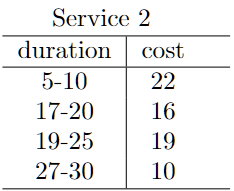 Service 2
duration cost
5-10 22
17-20 16
19-25 19
27-30 10